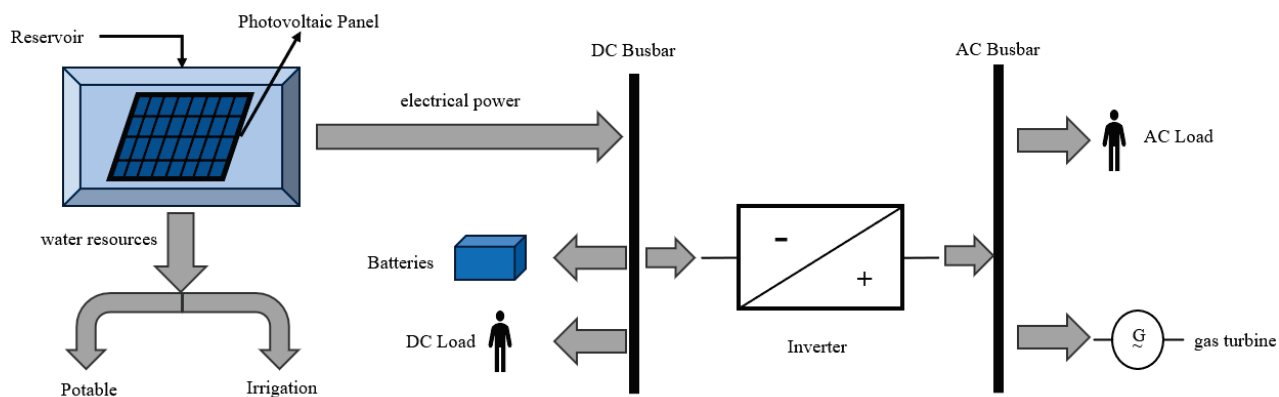 Photovoltaic Panel
Reservoir
DC Busbar
AC Busbar
electrical power
AC Load
water resources
Batteries
-
+
DC Load
Inverter
G
~
gas turbine
Potable
Irrigation